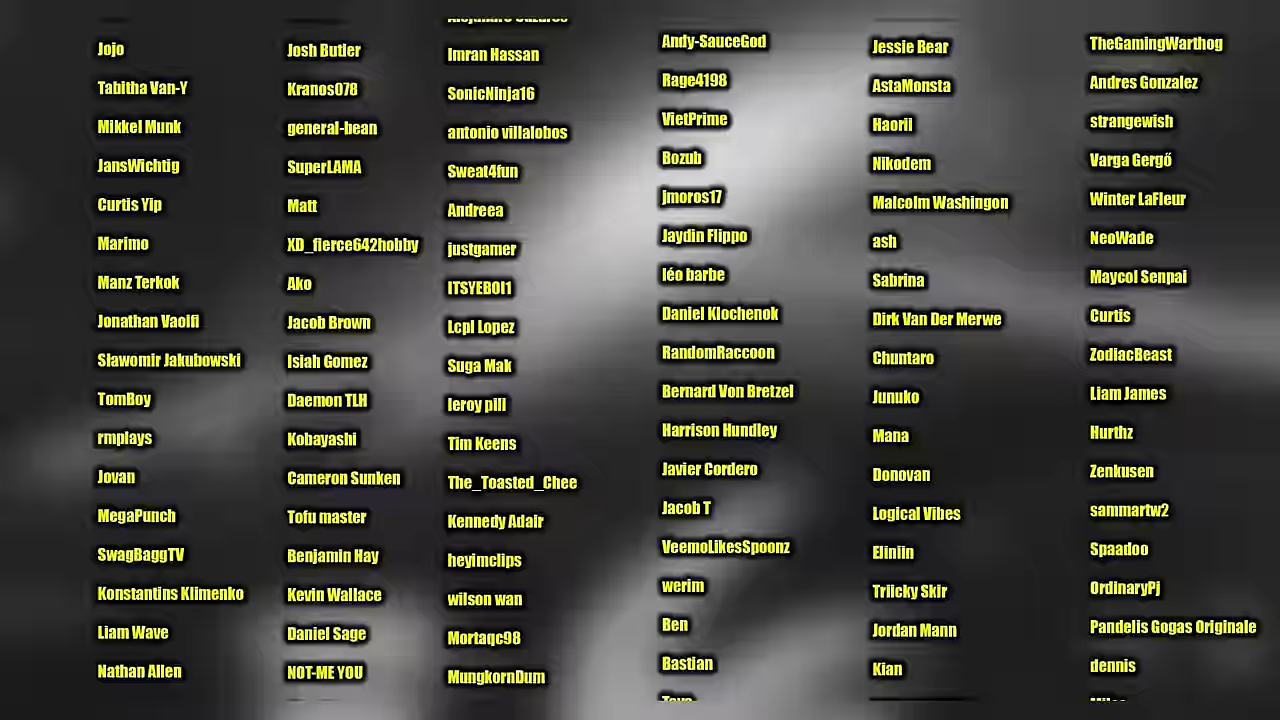 Jojo
Tabitha Van-Y
Mikkel Munk
JansWichtig
Curtis Yip
Marimo
Manz Terkok
Jonathan Vaoifi
Sławomir Jakubowski
TomBoy
rmplays
Jovan
MegaPunch
SwagBaggTV
Konstantins Klimenko
Liam Wave
Nathan Allen
Josh Butler
Kranos078
general-bean
SuperLAMA
Matt
XD_fierce642hobby
Ako
Jacob Brown
Isiah Gomez
Daemon TLH
Kobayashi
Cameron Sunken
Tofu master
Benjamin Hay
Kevin Wallace
Daniel Sage
NOT-ME YOU
Imran Hassan
SonicNinja16
antonio villalobos
Sweat4fun
Andreea
justgamer
ITSYEBOI1
Lcpl Lopez
Suga Mak
leroy pill
Tim Keens
The_Toasted_Chee
Kennedy Adair
heyimclips
wilson wan
Mortaqc98
MungkornDum
Andy-SauceGod
Rage4198
VietPrime
Bozub
jmoros17
Jaydin Flippo
léo barbe
Daniel Klochenok
RandomRaccoon
Bernard Von Bretzel
Harrison Hundley
Javier Cordero
Jacob T
VeemoLikesSpoonz
werim
Ben
Bastian
Jessie Bear
AstaMonsta
Haorii
Nikodem
Malcolm Washingon
ash
Sabrina
Dirk Van Der Merwe
Chuntaro
Junuko
Mana
Donovan
Logical Vibes
Eliniin
Triicky Skir
Jordan Mann
Kian
TheGamingWarthog
Andres Gonzalez
strangewish
Varga Gergő
Winter LaFleur
NeoWade
Maycol Senpai
Curtis
ZodiacBeast
Liam James
Hurthz
Zenkusen
sammartw2
Spaadoo
OrdinaryPj
Pandelis Gogas Originale
dennis